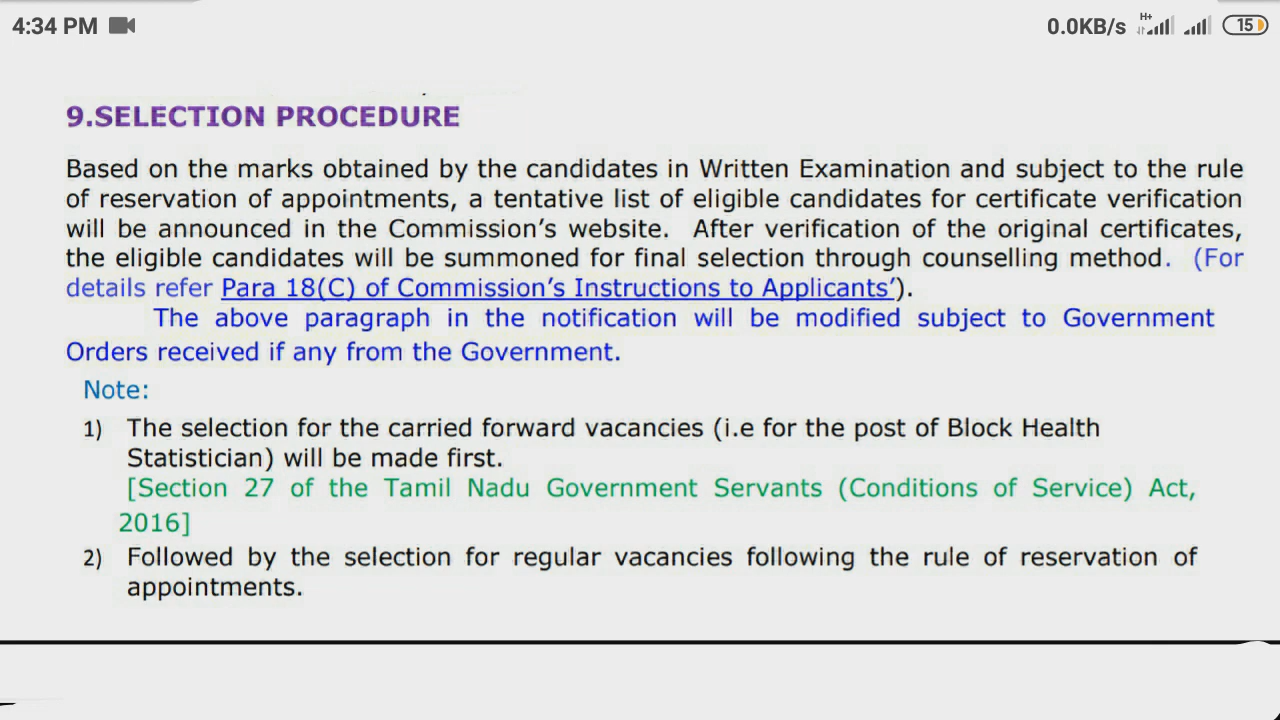 4:34 PM
0.0KB/s H+ 15
9.SELECTION PROCEDURE
Based on the marks obtained by the candidates in Written Examination and subject to the rule
of reservation of appointments, a tentative list of eligible candidates for certificate verification
will be announced in the Commission's website. After verification of the original certificates,
the eligible candidates will be summoned for final selection through counselling method. (For
details refer Para 18(C) of Commission's Instructions to Applicants').
The above paragraph in the notification will be modified subject to Government
Orders received if any from the Government.
Note:
1) The selection for the carried forward vacancies (i.e for the post of Block Health
Statistician) will be made first.
[Section 27 of the Tamil Nadu Government Servants (Conditions of Service) Act,
2016]
2) Followed by the selection for regular vacancies following the rule of reservation of
appointments.